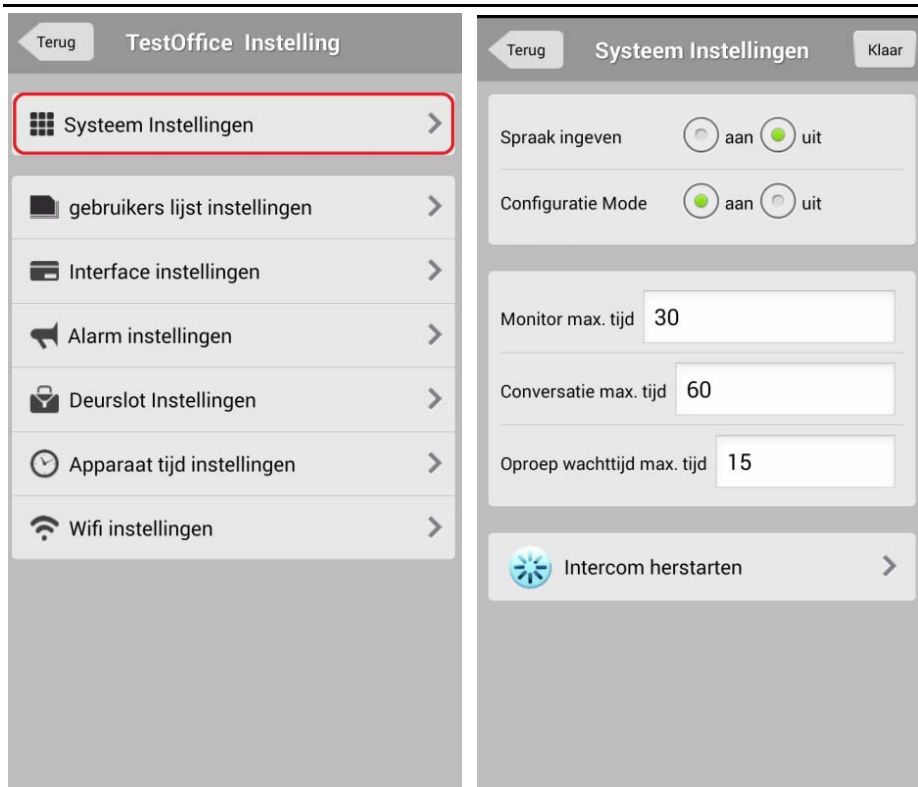 Terug
TestOffice Instelling
Systeem Instellingen
gebruikers lijst instellingen
Interface instellingen
Alarm instellingen
Deurslot Instellingen
Apparaat tijd instellingen
Wifi instellingen
Terug
Systeem Instellingen
Klaar
Spraak ingeven aan uit
Configuratie Mode aan uit
Monitor max. tijd 30
Conversatie max. tijd 60
Oproep wachttijd max. tijd 15
Intercom herstarten